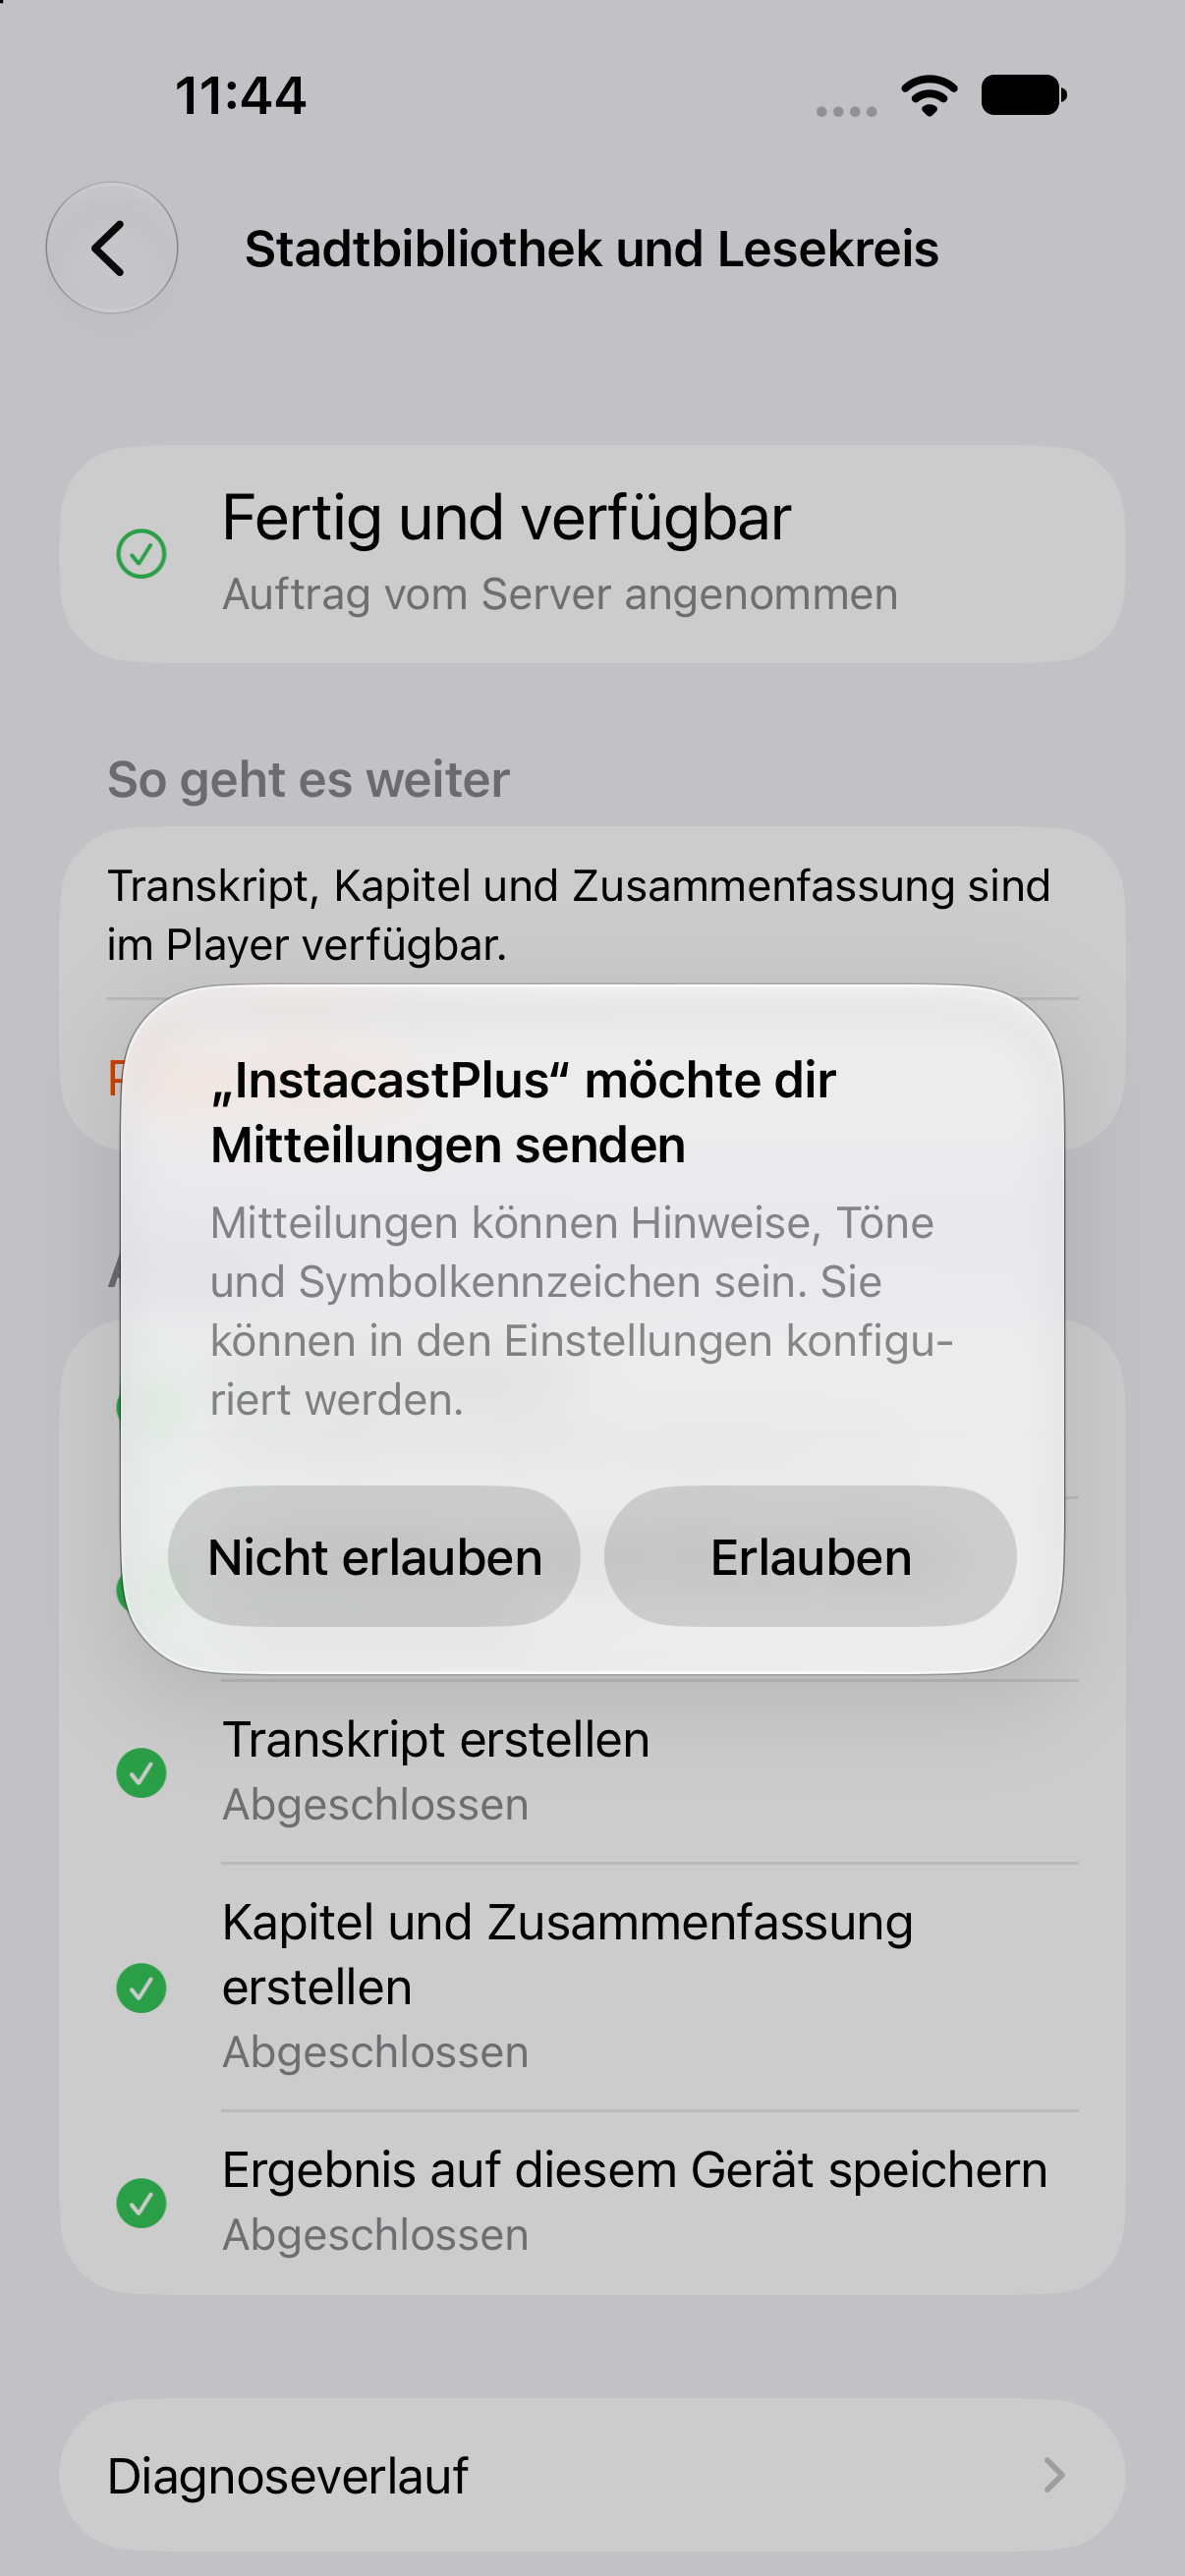 11:44
Stadtbibliothek und Lesekreis
Fertig und verfügbar
Auftrag vom Server angenommen
So geht es weiter
Transkript, Kapitel und Zusammenfassung sind
im Player verfügbar.
„InstacastPlus“ möchte dir
Mitteilungen senden
Mitteilungen können Hinweise, Töne
und Symbolkennzeichen sein. Sie
können in den Einstellungen konfigu-
riert werden.
Nicht erlauben
Erlauben
Transkript erstellen
Abgeschlossen
Kapitel und Zusammenfassung
erstellen
Abgeschlossen
Ergebnis auf diesem Gerät speichern
Abgeschlossen
Diagnoseverlauf